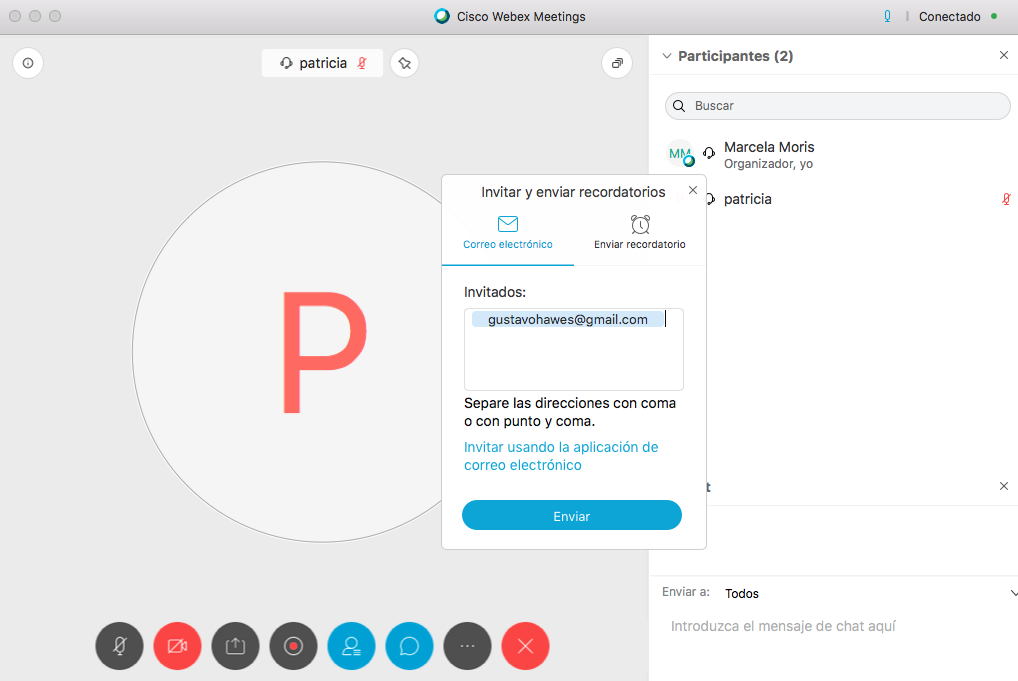 Cisco Webex Meetings
Conectado
patricia
Participantes (2)
Buscar
MM
Marcela Moris
Organizador, yo
patricia
P
Invitar y enviar recordatorios
Correo electrónico
Enviar recordatorio
Invitados:
gustavohawes@gmail.com
Separe las direcciones con coma
o con punto y coma.
Invitar usando la aplicación de
correo electrónico
Enviar
Enviar a:
Todos
Introduzca el mensaje de chat aquí